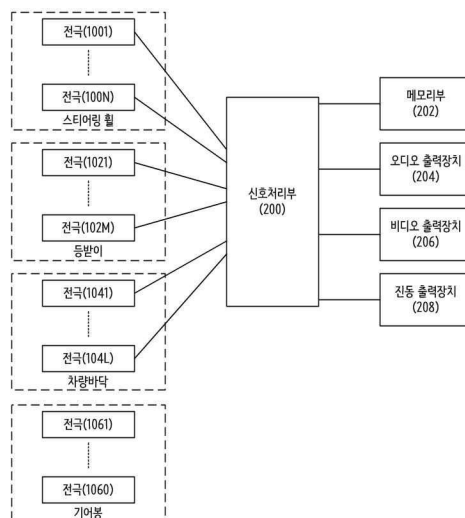 전극(1001)
전극(100N)
스티어링 휠
전극(1021)
전극(102M)
등받이
전극(1041)
전극(104L)
차량바닥
전극(1061)
전극(1060)
기어봉
신호처리부
(200)
메모리부
(202)
오디오 출력장치
(204)
비디오 출력장치
(206)
진동 출력장치
(208)